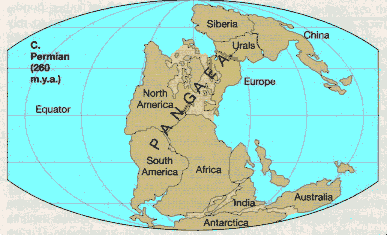 C.
Permian
(260
m.y.a.)
Siberia
China
Urals
Europe
PANGAEA
North
America
Equator
South
America
Africa
India
Australia
Antarctica